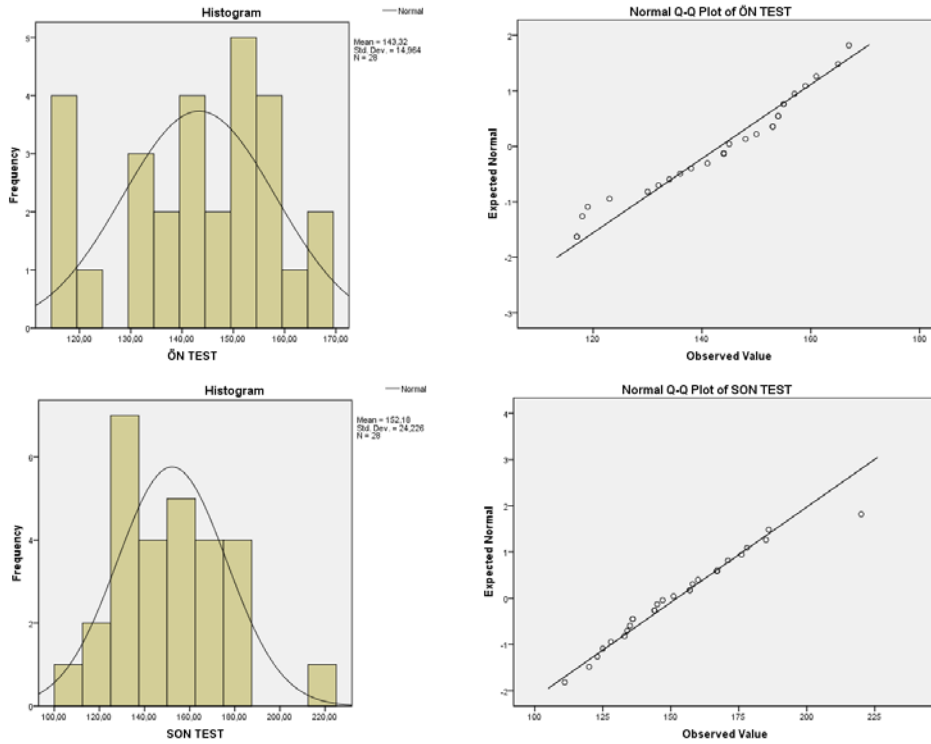 Histogram
Normal
Mean = 143,32
Std. Dev. = 14,964
N = 28
Frequency
5
4
3
2
1
0
120,00 130,00 140,00 150,00 160,00 170,00
ÖN TEST
Normal Q-Q Plot of ÖN TEST
Expected Normal
2
1
0
-1
-2
-3
120 140 160 180
Observed Value
Histogram
Normal
Mean = 152,18
Std. Dev. = 24,226
N = 28
Frequency
6
4
2
0
100,00 120,00 140,00 160,00 180,00 200,00 220,00
SON TEST
Normal Q-Q Plot of SON TEST
Expected Normal
4
3
2
1
0
-1
-2
100 125 150 175 200 225
Observed Value